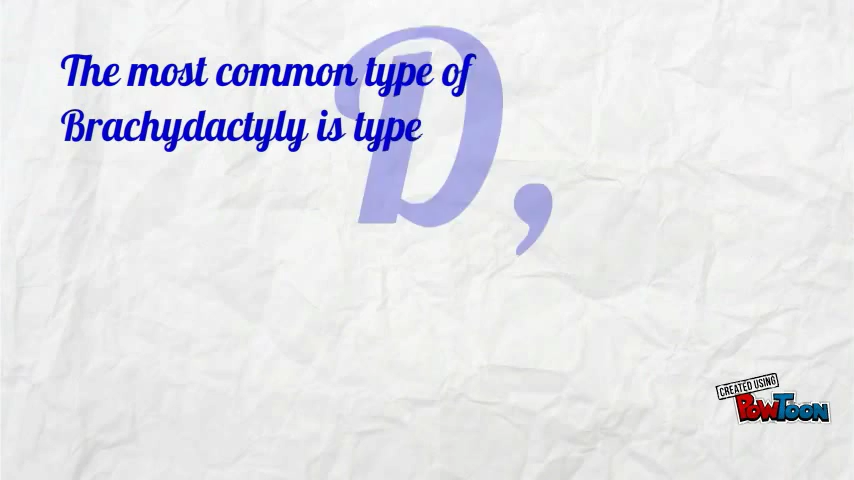 The most common type of
Brachydactyly is type
D,
CREATED USING
POWTOON